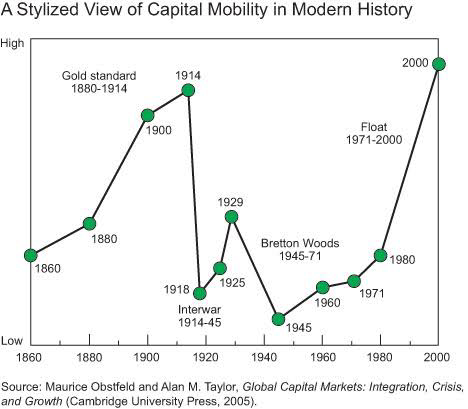 A Stylized View of Capital Mobility in Modern History
High
Gold standard
1880-1914
1914
2000
1900
Float
1971-2000
1929
1880
Bretton Woods
1945-71
1860
1980
1918
1925
1971
Interwar
1914-45
1960
1945
Low
1860 1880 1900 1920 1940 1960 1980 2000
Source: Maurice Obstfeld and Alan M. Taylor, Global Capital Markets: Integration, Crisis,
and Growth (Cambridge University Press, 2005).